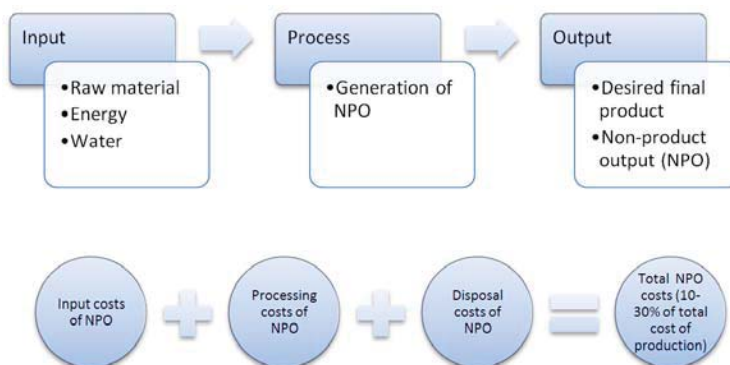 Input
•Raw material
•Energy
•Water
Process
•Generation of
NPO
Output
•Desired final
product
•Non-product
output (NPO)
Input costs
of NPO
Processing
costs of
NPO
Disposal
costs of
NPO
Total NPO
costs (10-
30% of total
cost of
production)